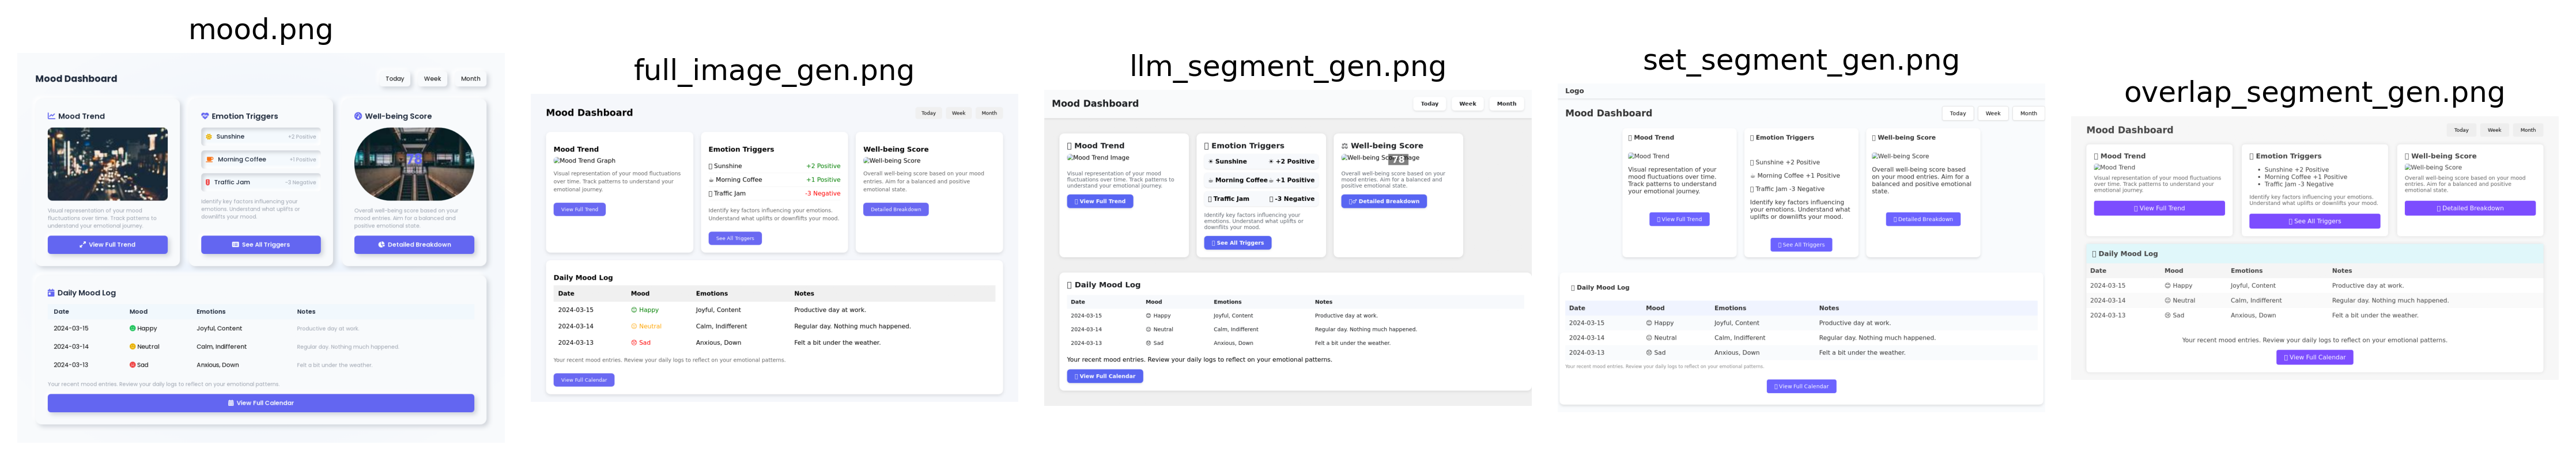 mood.png
Mood Dashboard
Today Week Month
Mood Trend
Visual representation of your mood
fluctuations over time. Track patterns to
understand your emotional journey.
View Full Trend
Emotion Triggers
Sunshine +2 Positive
Morning Coffee +1 Positive
Traffic Jam -3 Negative
Identify key factors influencing your
emotions. Understand what uplifts or
downlifts your mood.
See All Triggers
Well-being Score
Overall well-being score based on your
mood entries. Aim for a balanced and
positive emotional state.
Detailed Breakdown
Daily Mood Log
Date Mood Emotions Notes
2024-03-15 Happy Joyful, Content Productive day at work.
2024-03-14 Neutral Calm, Indifferent Regular day. Nothing much happened.
2024-03-13 Sad Anxious, Down Felt a bit under the weather.
Your recent mood entries. Review your daily logs to reflect on your emotional patterns.
View Full Calendar
full_image_gen.png
Mood Dashboard
Today Week Month
Mood Trend
Mood Trend Graph
Visual representation of your mood fluctuations
over time. Track patterns to understand your
emotional journey.
View Full Trend
Emotion Triggers
Sunshine +2 Positive
Morning Coffee +1 Positive
Traffic Jam -3 Negative
Identify key factors influencing your emotions.
Understand what uplifts or downlifts your mood.
See All Triggers
Well-being Score
Well-being Score
Overall well-being score based on your mood
entries. Aim for a balanced and positive
emotional state.
Detailed Breakdown
Daily Mood Log
Date Mood Emotions Notes
2024-03-15 Happy Joyful, Content Productive day at work.
2024-03-14 Neutral Calm, Indifferent Regular day. Nothing much happened.
2024-03-13 Sad Anxious, Down Felt a bit under the weather.
Your recent mood entries. Review your daily logs to reflect on your emotional patterns.
View Full Calendar
llm_segment_gen.png
Mood Dashboard
Today Week Month
Mood Trend
Mood Trend Image
Visual representation of your mood
fluctuations over time. Track patterns to
understand your emotional journey.
View Full Trend
Emotion Triggers
Sunshine +2 Positive
Morning Coffee +1 Positive
Traffic Jam -3 Negative
Identify key factors influencing your
emotions. Understand what uplifts or
downlifts your mood.
See All Triggers
Well-being Score
Well-being
78
Overall well-being score based on your
mood entries. Aim for a balanced and
positive emotional state.
Detailed Breakdown
Daily Mood Log
Date Mood Emotions Notes
2024-03-15 Happy Joyful, Content Productive day at work.
2024-03-14 Neutral Calm, Indifferent Regular day. Nothing much happened.
2024-03-13 Sad Anxious, Down Felt a bit under the weather.
Your recent mood entries. Review your daily logs to reflect on your emotional patterns.
View Full Calendar
set_segment_gen.png
Logo
Mood Dashboard
Today Week Month
Mood Trend
Mood Trend
Visual representation of your
mood fluctuations over time.
Track patterns to understand
your emotional journey.
View Full Trend
Emotion Triggers
Sunshine +2 Positive
Morning Coffee +1 Positive
Traffic Jam -3 Negative
Identify key factors influencing
your emotions. Understand what
uplifts or downlifts your mood.
See All Triggers
Well-being Score
Well-being Score
Overall well-being score based
on your mood entries. Aim for a
balanced and positive emotional
state.
Detailed Breakdown
Daily Mood Log
Date Mood Emotions Notes
2024-03-15 Happy Joyful, Content Productive day at work.
2024-03-14 Neutral Calm, Indifferent Regular day. Nothing much happened.
2024-03-13 Sad Anxious, Down Felt a bit under the weather.
Your recent mood entries. Review your daily logs to reflect on your emotional patterns.
View Full Calendar
overlap_segment_gen.png
Mood Dashboard
Today Week Month
Mood Trend
Mood Trend
Visual representation of your mood fluctuations
over time. Track patterns to understand your
emotional journey.
View Full Trend
Emotion Triggers
Sunshine +2 Positive
Morning Coffee +1 Positive
Traffic Jam -3 Negative
Identify key factors influencing your emotions.
Understand what uplifts or downlifts your mood.
See All Triggers
Well-being Score
Well-being Score
Overall well-being score based on your mood
entries. Aim for a balanced and positive
emotional state.
Detailed Breakdown
Daily Mood Log
Date Mood Emotions Notes
2024-03-15 Happy Joyful, Content Productive day at work.
2024-03-14 Neutral Calm, Indifferent Regular day. Nothing much happened.
2024-03-13 Sad Anxious, Down Felt a bit under the weather.
Your recent mood entries. Review your daily logs to reflect on your emotional patterns.
View Full Calendar